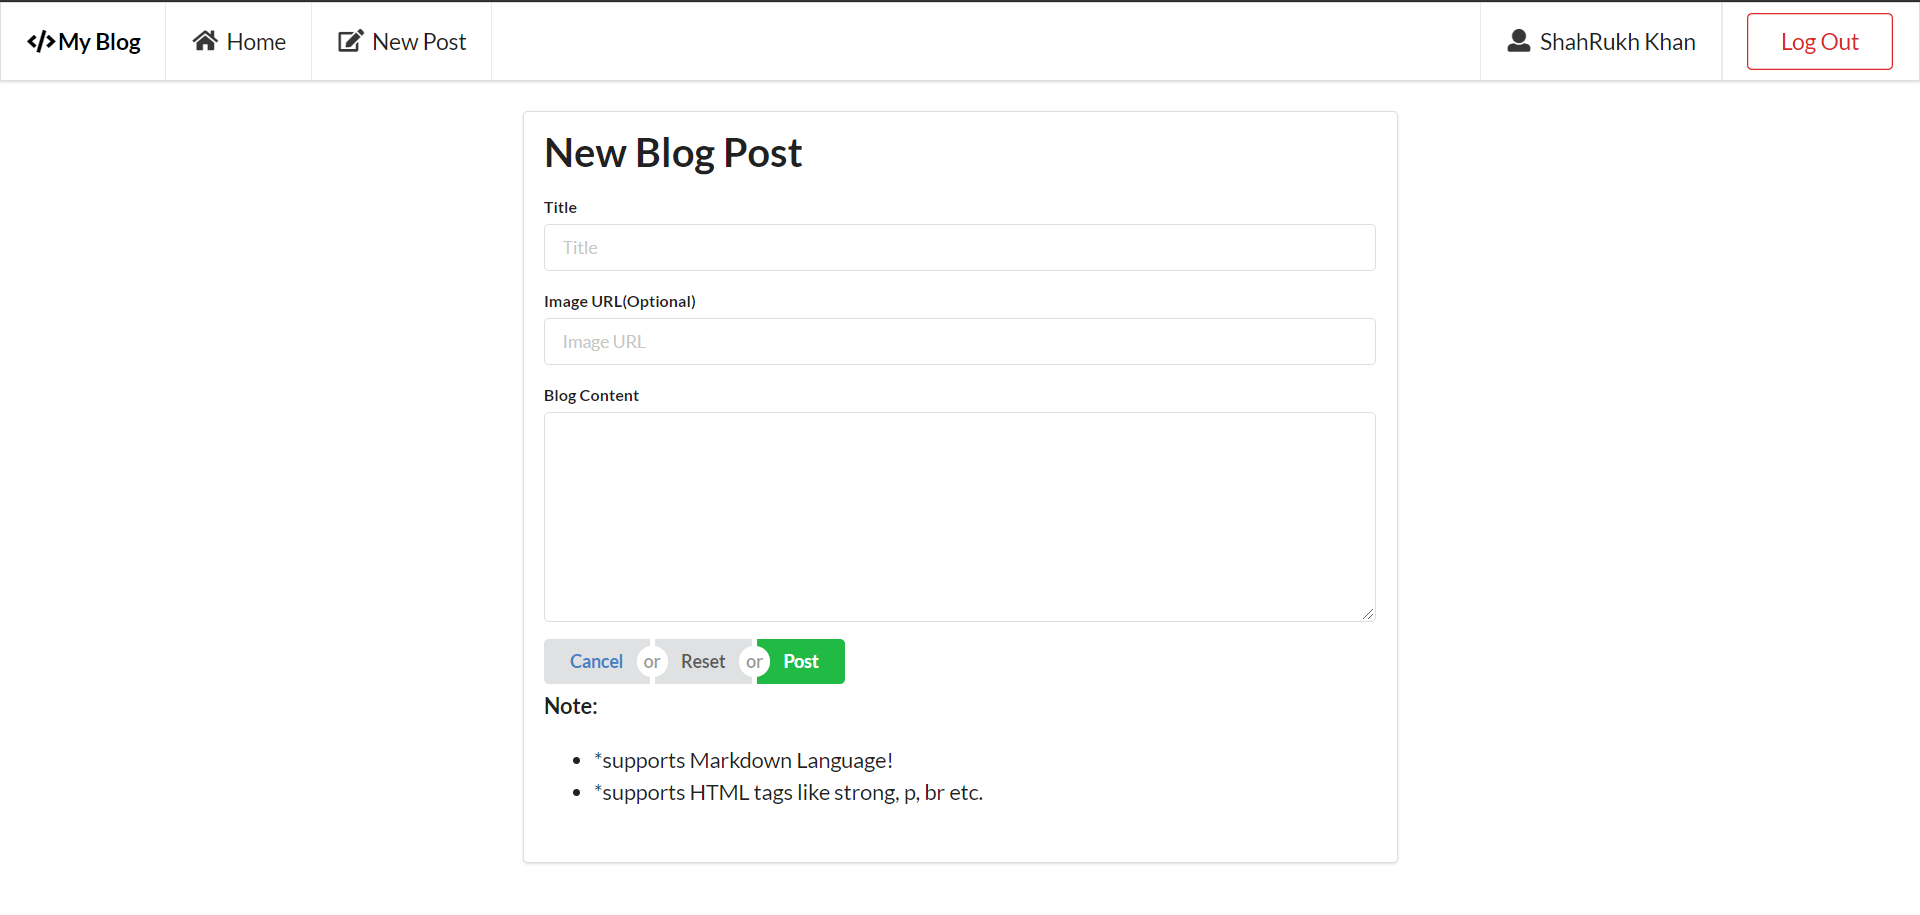 </>My Blog Home New Post ShahRukh Khan Log Out
New Blog Post
Title
Title
Image URL(Optional)
Image URL
Blog Content
Cancel or Reset or Post
Note:
*supports Markdown Language!
*supports HTML tags like strong, p, br etc.